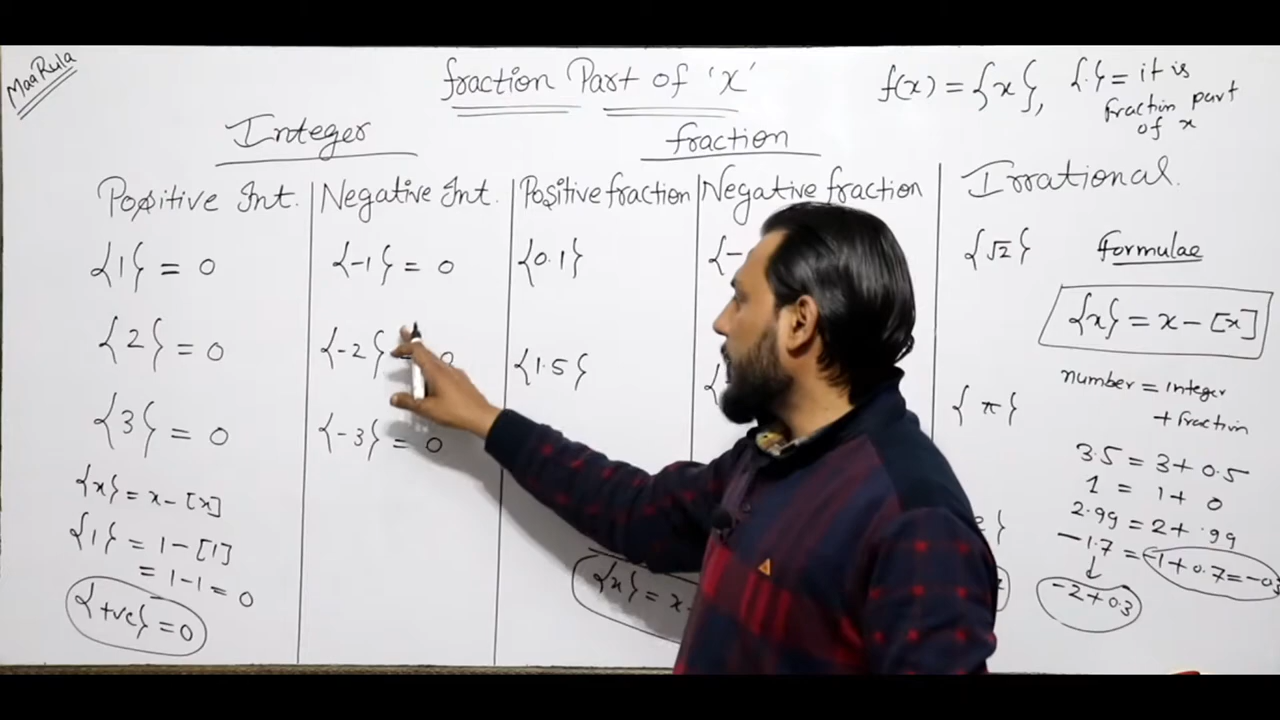 MaaRula
fraction Part of 'x'
f(x) = {x}, {.} = it is
fraction part
of x
Integer
fraction
Positive Int.
Negative Int.
Positive fraction
Negative fraction
Irrational.
{1} = 0
{-1} = 0
{0.1}
{-
{√2}
Formulae
{x} = x - [x]
{2} = 0
{-2} = 0
{1.5}
{
{π}
number = integer
+ fraction
{3} = 0
{-3} = 0
3.5 = 3 + 0.5
1 = 1 + 0
2.99 = 2 + .99
-1.7 = -1 + 0.7 = -0.3
-2 + 0.3
{x} = x - [x]
{1} = 1 - [1]
= 1 - 1 = 0
{+ve} = 0
{x} = x -